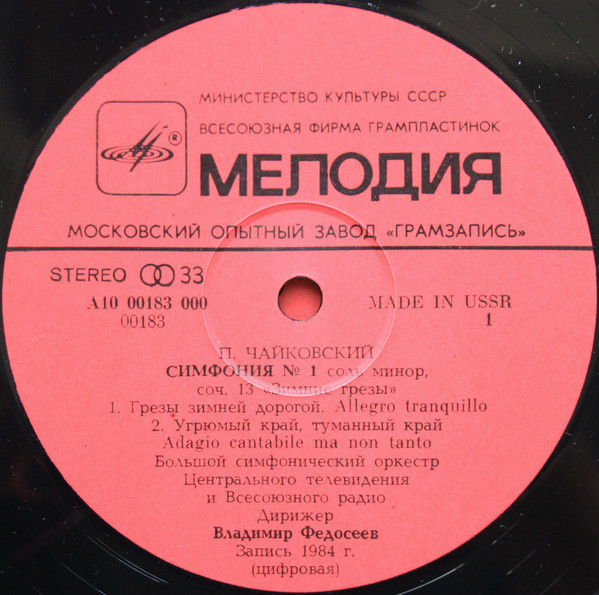 МИНИСТЕРСТВО КУЛЬТУРЫ СССР
ВСЕСОЮЗНАЯ ФИРМА ГРАМПЛАСТИНОК
®
МЕЛОДИЯ
МОСКОВСКИЙ ОПЫТНЫЙ ЗАВОД «ГРАМЗАПИСЬ»
STEREO 33
А10 00183 000 MADE IN USSR
00183 1
П. ЧАЙКОВСКИЙ
СИМФОНИЯ № 1 соль минор,
соч. 13 «Зимние грезы»
1. Грезы зимней дорогой. Allegro tranquillo
2. Угрюмый край, туманный край
Adagio cantabile ma non tanto
Большой симфонический оркестр
Центрального телевидения
и Всесоюзного радио
Дирижер
Владимир Федосеев
Запись 1984 г.
(цифровая)